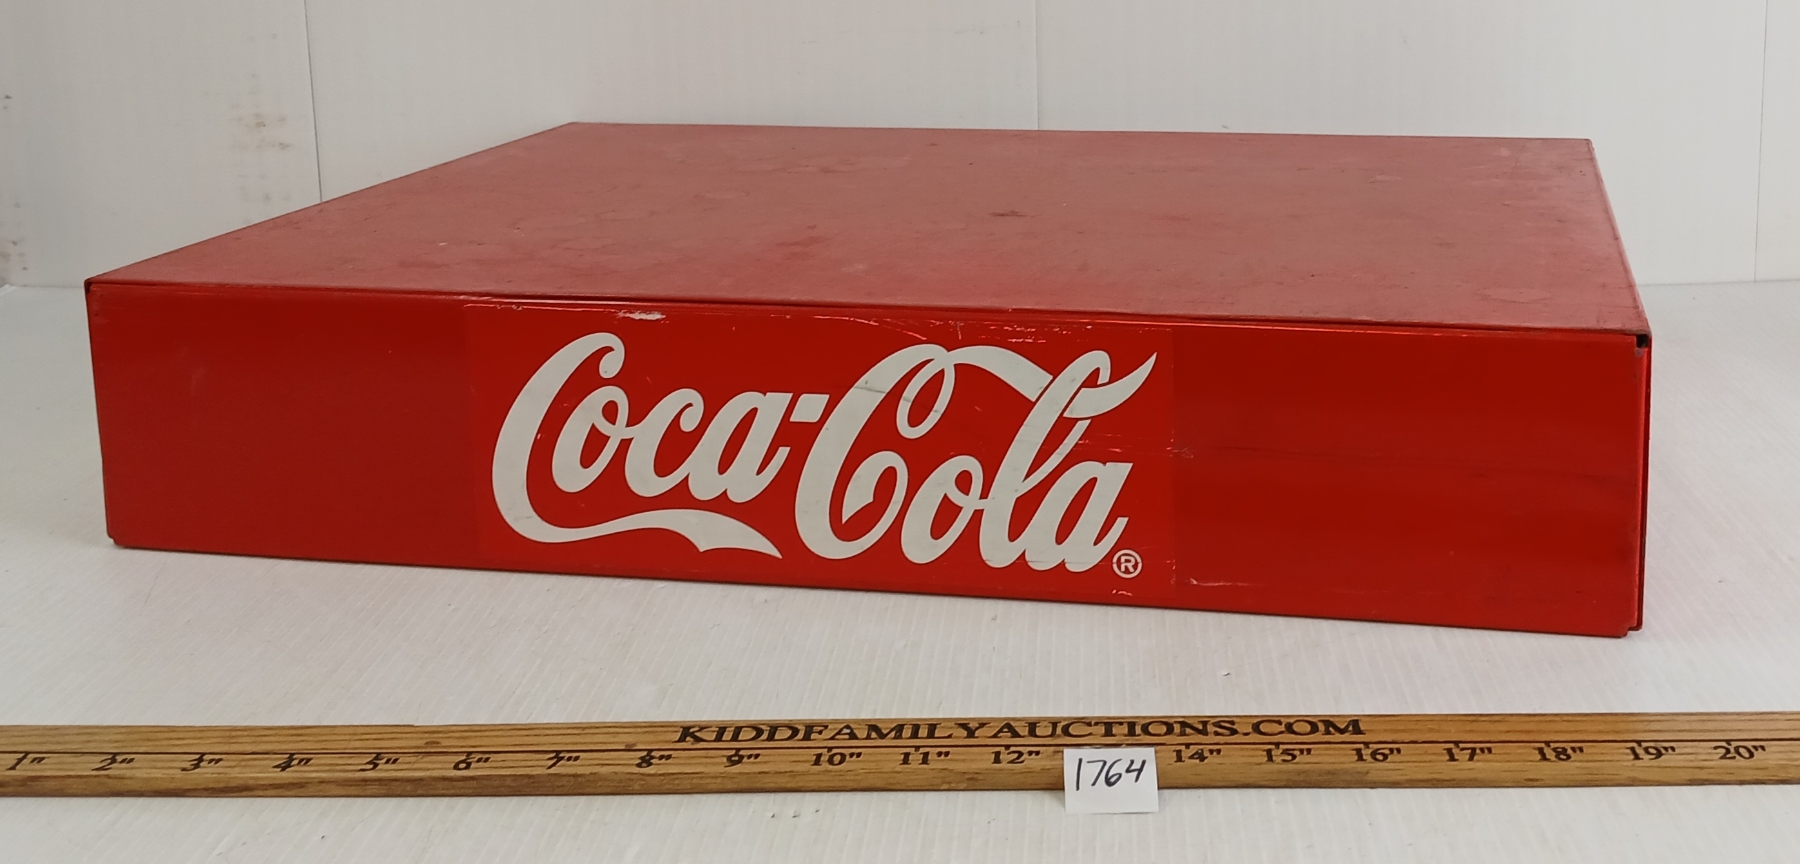 Coca-Cola®
KIDDFAMILYAUCTIONS.COM
1" 2" 3" 4" 5" 6" 7" 8" 9" 10" 11" 12" 14" 15" 16" 17" 18" 19" 20"
1764